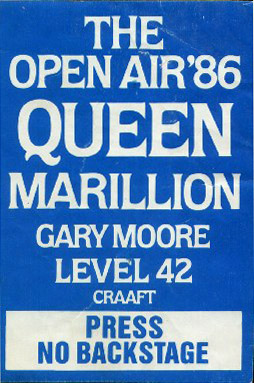 THE
OPEN AIR '86
QUEEN
MARILLION
GARY MOORE
LEVEL 42
CRAAFT
PRESS
NO BACKSTAGE